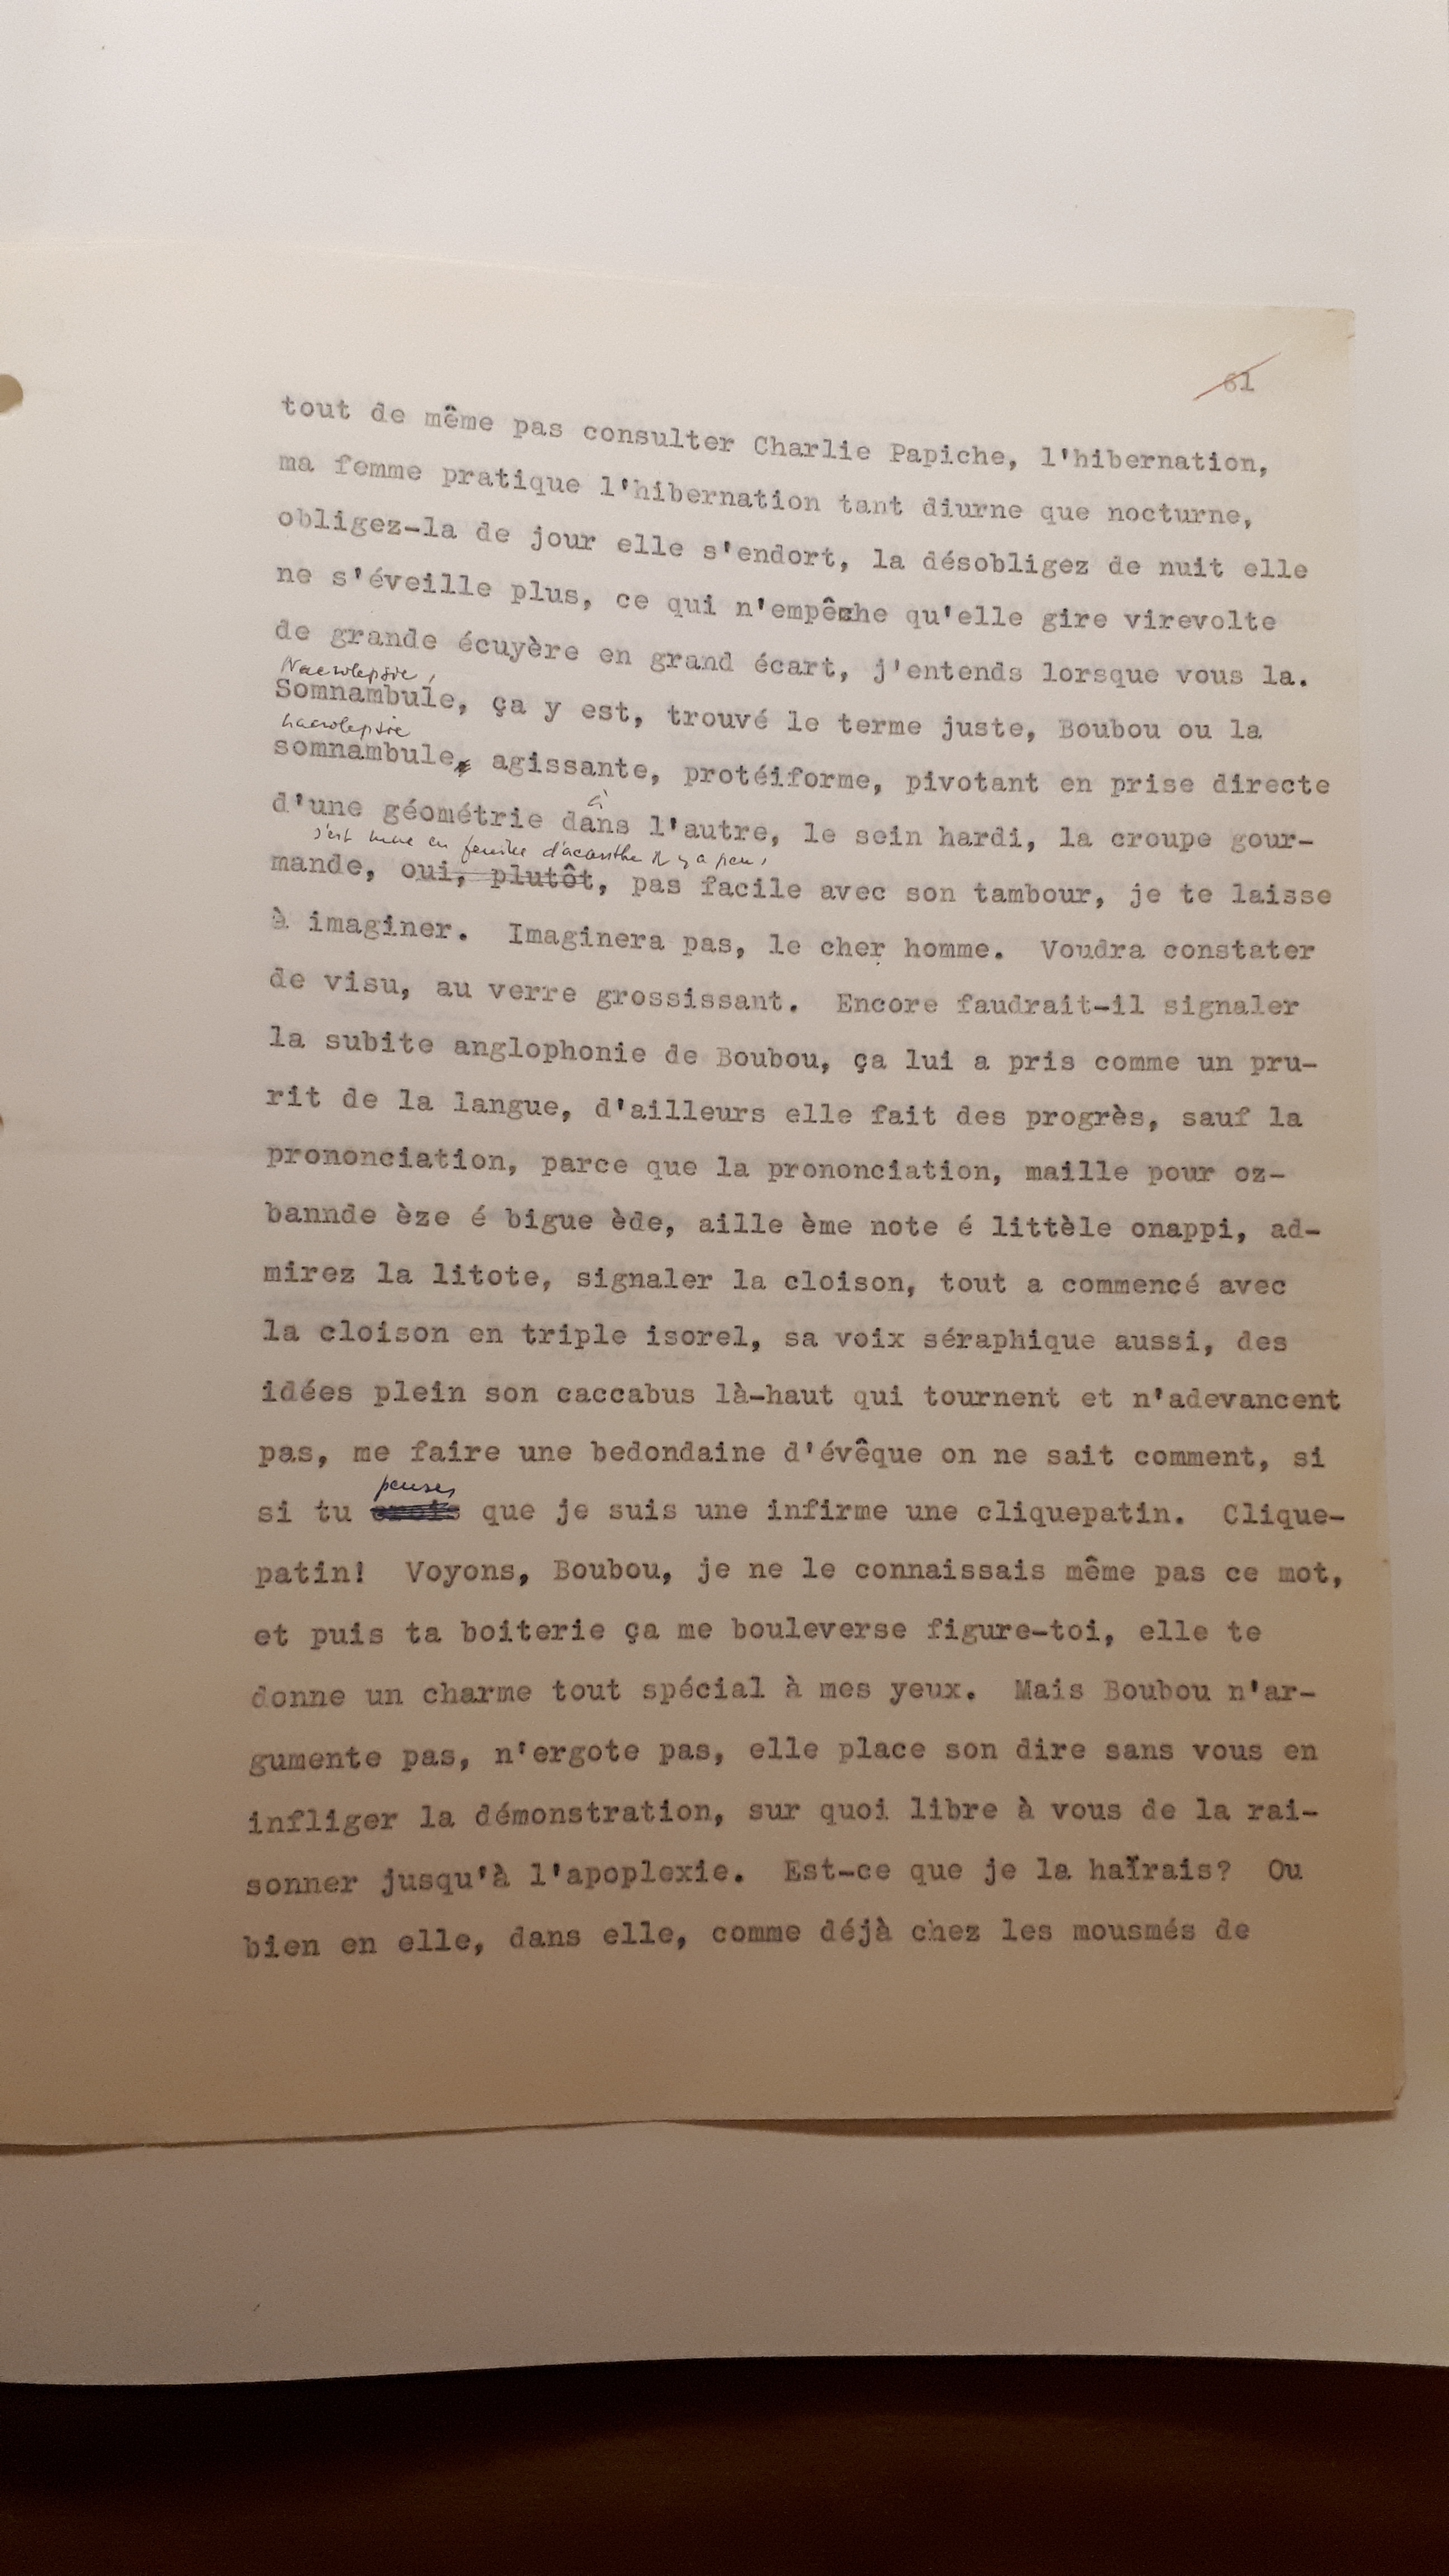 61
tout de même pas consulter Charlie Papiche, l'hibernation,
ma femme pratique l'hibernation tant diurne que nocturne,
obligez-la de jour elle s'endort, la désobligez de nuit elle
ne s'éveille plus, ce qui n'empêche qu'elle gire virevolte
de grande écuyère en grand écart, j'entends lorsque vous la.
Somnambule, ça y est, trouvé le terme juste, Boubou ou la
somnambule, agissante, protéiforme, pivotant en prise directe
à
d'une géométrie dans l'autre, le sein hardi, la croupe gour-
s'est mue en feuille d'acanthe il y a peu,
mande, oui, plutôt, pas facile avec son tambour, je te laisse
à imaginer. Imaginera pas, le cher homme. Voudra constater
de visu, au verre grossissant. Encore faudrait-il signaler
la subite anglophonie de Boubou, ça lui a pris comme un pru-
rit de la langue, d'ailleurs elle fait des progrès, sauf la
prononciation, parce que la prononciation, maille pour oz-
bannde èze é bigue ède, aille ème note é littèle onappi, ad-
mirez la litote, signaler la cloison, tout a commencé avec
la cloison en triple isorel, sa voix séraphique aussi, des
idées plein son caccabus là-haut qui tournent et n'adevancent
pas, me faire une bedondaine d'évêque on ne sait comment, si
penses
si tu que je suis une infirme une cliquepatin. Clique-
patin! Voyons, Boubou, je ne le connaissais même pas ce mot,
et puis ta boiterie ça me bouleverse figure-toi, elle te
donne un charme tout spécial à mes yeux. Mais Boubou n'ar-
gumente pas, n'ergote pas, elle place son dire sans vous en
infliger la démonstration, sur quoi libre à vous de la rai-
sonner jusqu'à l'apoplexie. Est-ce que je la haïrais? Ou
bien en elle, dans elle, comme déjà chez les mousmés de